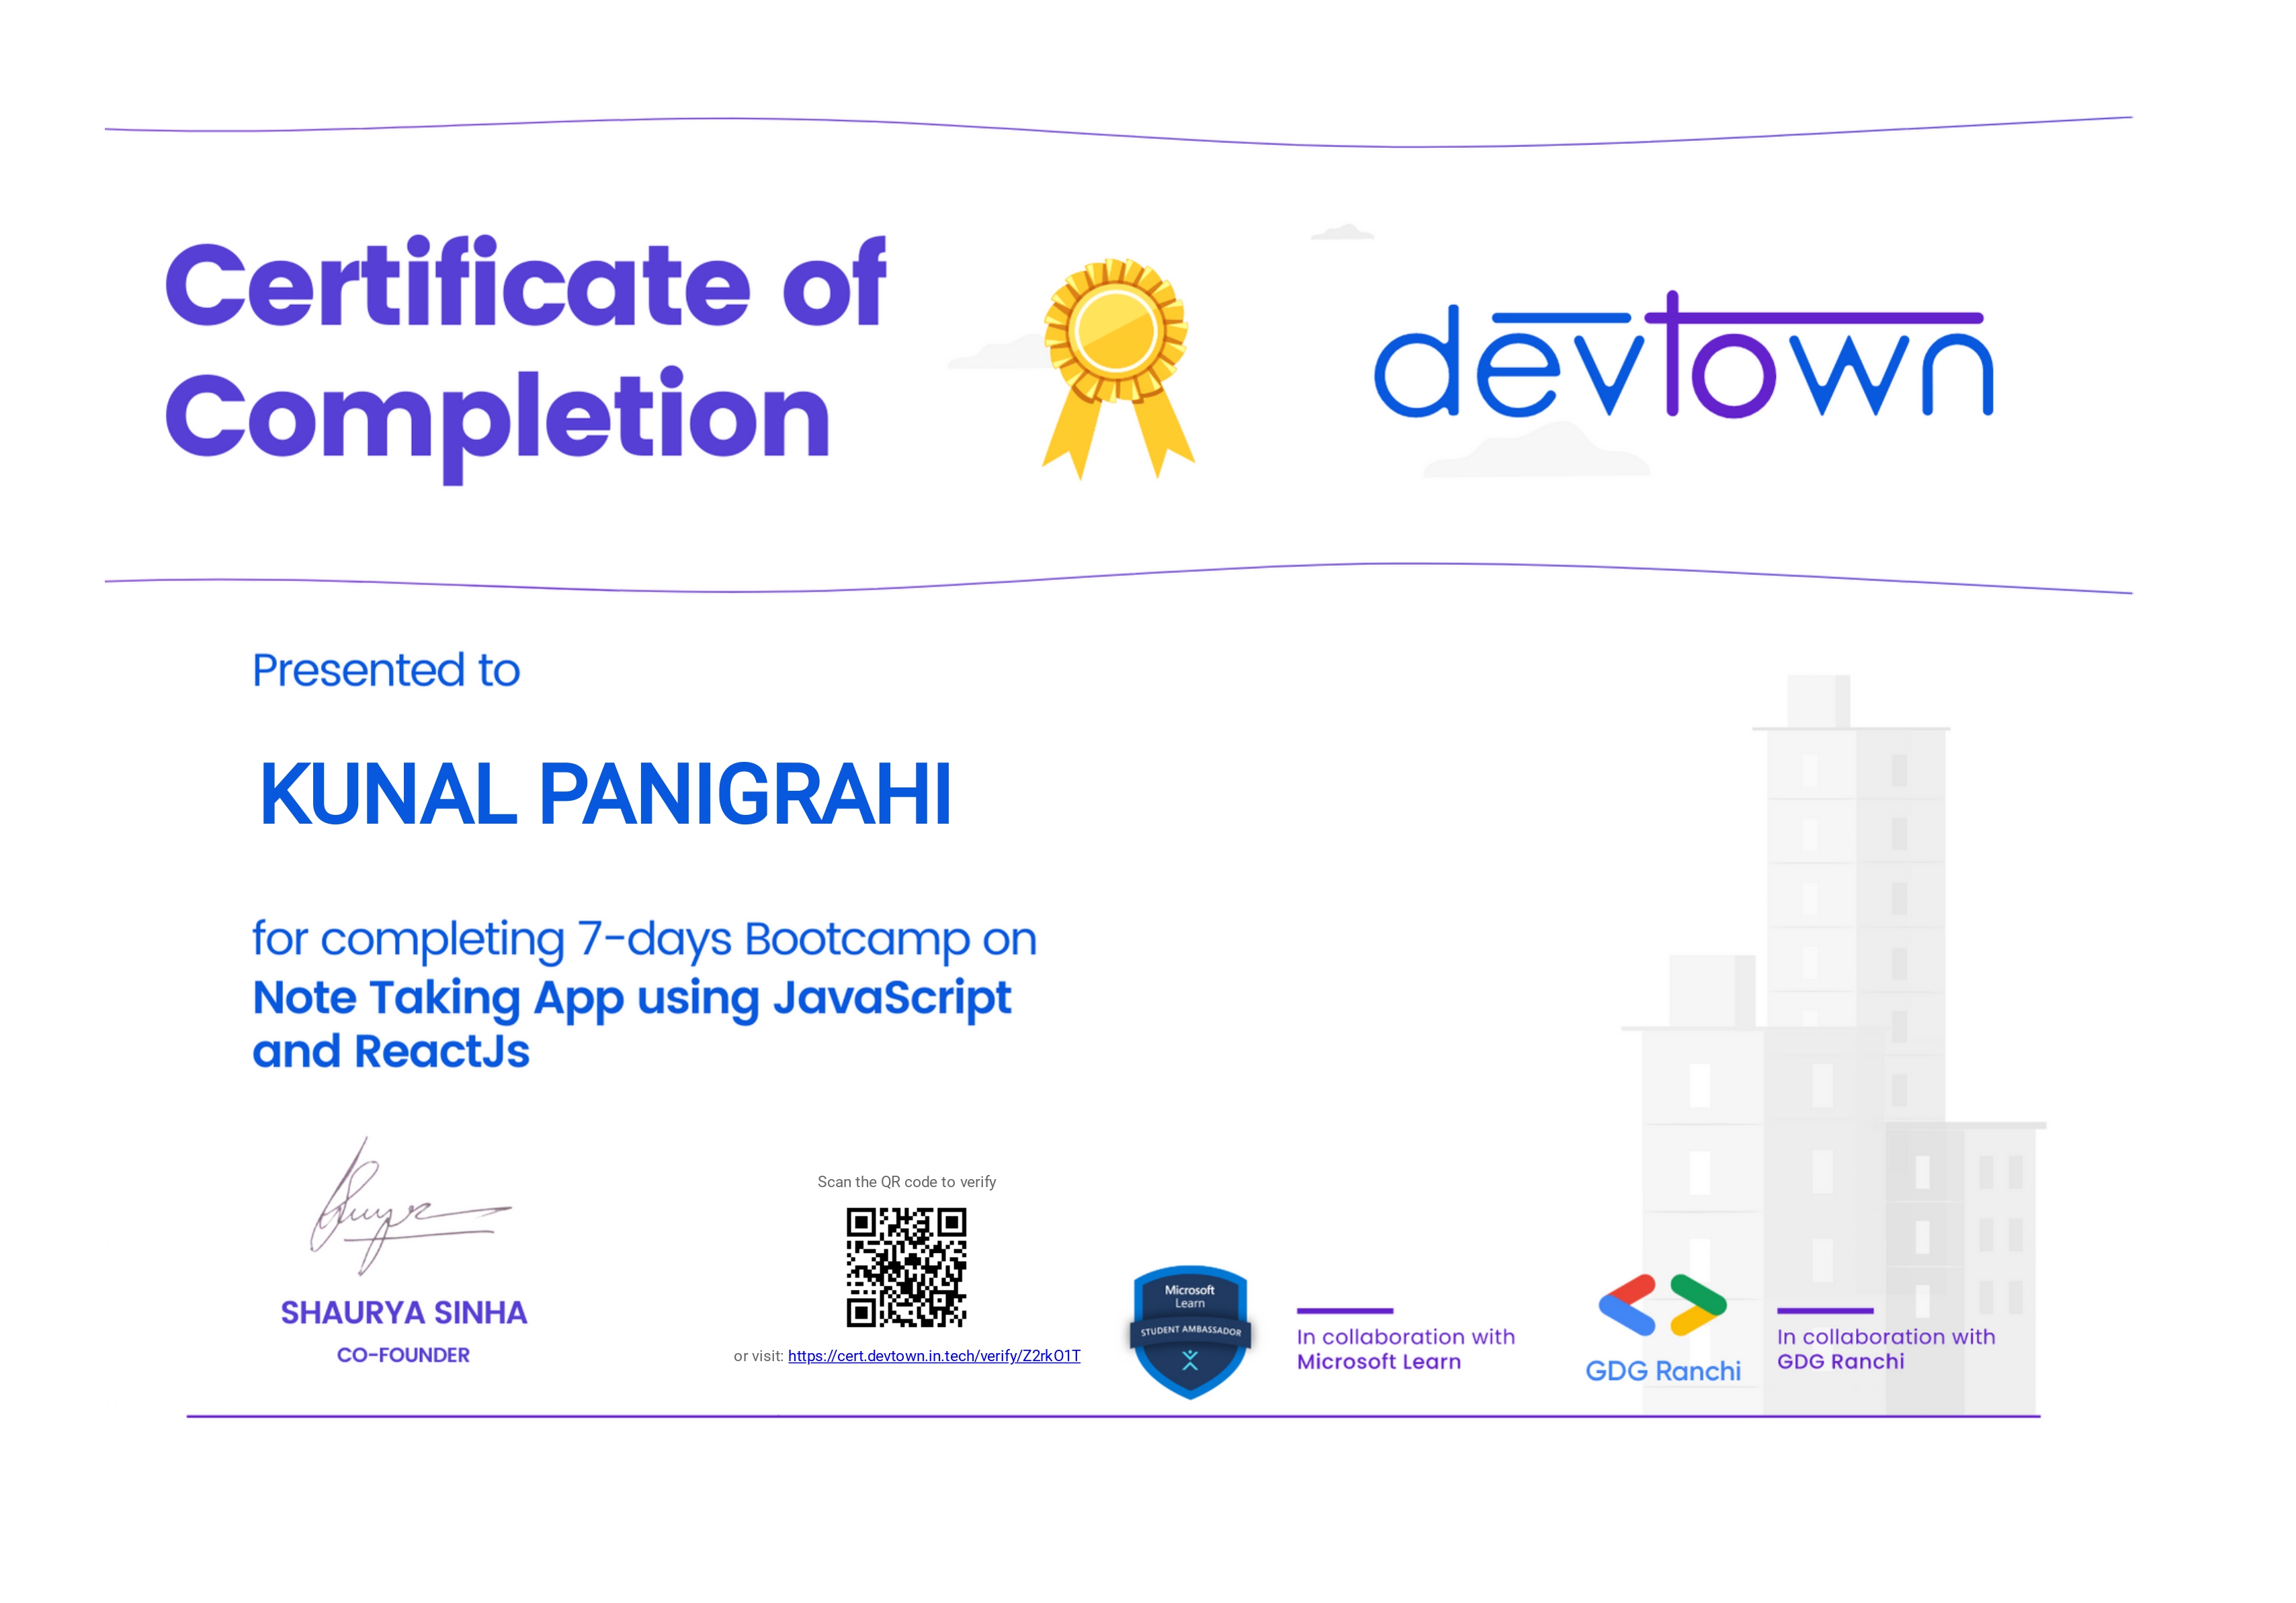 Certificate of
Completion
devtown
Presented to
KUNAL PANIGRAHI
for completing 7-days Bootcamp on
Note Taking App using JavaScript
and ReactJs
SHAURYA SINHA
CO-FOUNDER
Scan the QR code to verify
or visit: https://cert.devtown.in.tech/verify/Z2rkO1T
Microsoft
Learn
STUDENT AMBASSADOR
In collaboration with
Microsoft Learn
GDG Ranchi
In collaboration with
GDG Ranchi